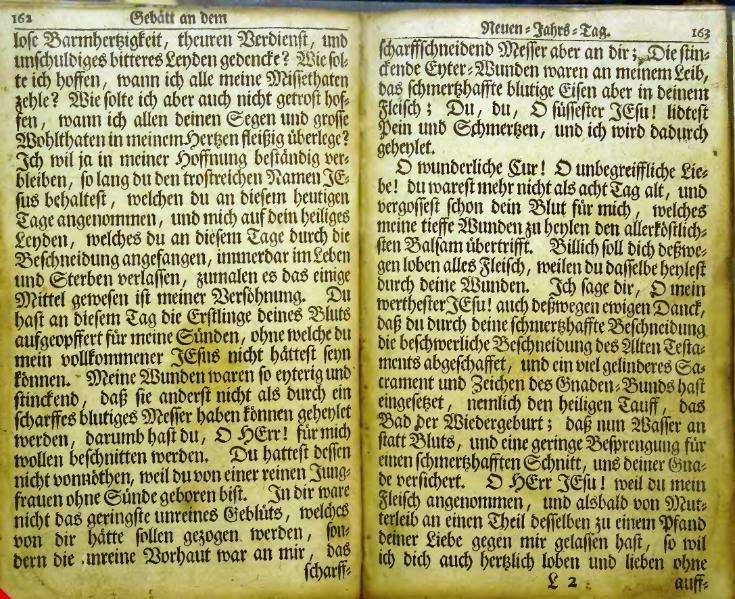 162 Gebätt an dem
lose Barmhertzigkeit, theuren Verdienst, und
unschuldiges bitteres Leyden gedencke? Wie sol-
te ich hoffen, wann ich alle meine Missethaten
zehle? Wie solte ich aber auch nicht getrost hof-
fen, wann ich allen deinen Segen und grosse
Wohlthaten in meinem Hertzen fleißig überlege?
Ich wil ja in meiner Hoffnung beständig ver-
bleiben, so lang du den trostreichen Namen JE-
sus behaltest, welchen du an diesem heutigen
Tage angenommen, und mich auf dein heiliges
Leyden, welches du an diesem Tage durch die
Beschneidung angefangen, immerdar im Leben
und Sterben verlassen, zumalen es das einige
Mittel gewesen ist meiner Versöhnung. Du
hast an diesem Tag die Erstlinge deines Bluts
aufgeopffert für meine Sünden, ohne welche du
mein vollkommener JEsus nicht hättest seyn
können. Meine Wunden waren so eyterig und
stinckend, daß sie anderst nicht als durch ein
scharffes blutiges Messer haben können geheylet
werden, darumb hast du, O HErr! für mich
wollen beschnitten werden. Du hattest dessen
nicht vonnöthen, weil du von einer reinen Jung-
frauen ohne Sünde geboren bist. In dir ware
nicht das geringste unreines Geblüts, welches
von dir hätte sollen gezogen werden, son-
dern die unreine Vorhaut war an mir, das
scharff-
Neuen-Jahrs-Tag. 163
scharffschneidend Messer aber an dir; Die stin-
ckende Eyter-Wunden waren an meinem Leib,
das schmertzhaffte blutige Eisen aber in deinem
Fleisch; Du, du, O süssester JEsu! lidtest
Pein und Schmertzen, und ich wird dadurch
geheylet.
O wunderliche Cur! O unbegreiffliche Lie-
be! du warest mehr nicht als acht Tag alt, und
vergossest schon dein Blut für mich, welches
meine tieffe Wunden zu heylen den allerköstlich-
sten Balsam übertrifft. Billich soll dich deßwe-
gen loben alles Fleisch, weilen du dasselbe heylest
durch deine Wunden. Ich sage dir, O mein
werthester JEsu! auch deßwegen ewigen Danck,
daß du durch deine schmertzhaffte Beschneidung
die beschwerliche Beschneidung des Alten Testa-
ments abgeschaffet, und ein viel gelinderes Sa-
crament und Zeichen des Gnaden-Bunds hast
eingesetzet, nemlich den heiligen Tauff, das
Bad der Wiedergeburt; daß nun Wasser an
statt Bluts, und eine geringe Besprengung für
einen schmertzhafften Schnitt, uns deiner Gna-
de versichert. O HErr JEsu! weil du mein
Fleisch angenommen, und alsbald von Mut-
terleib an einen Theil desselben zu einem Pfand
deiner Liebe gegen mir gelassen hast, so wil
ich dich auch hertzlich loben und lieben ohne
L 2 auff-